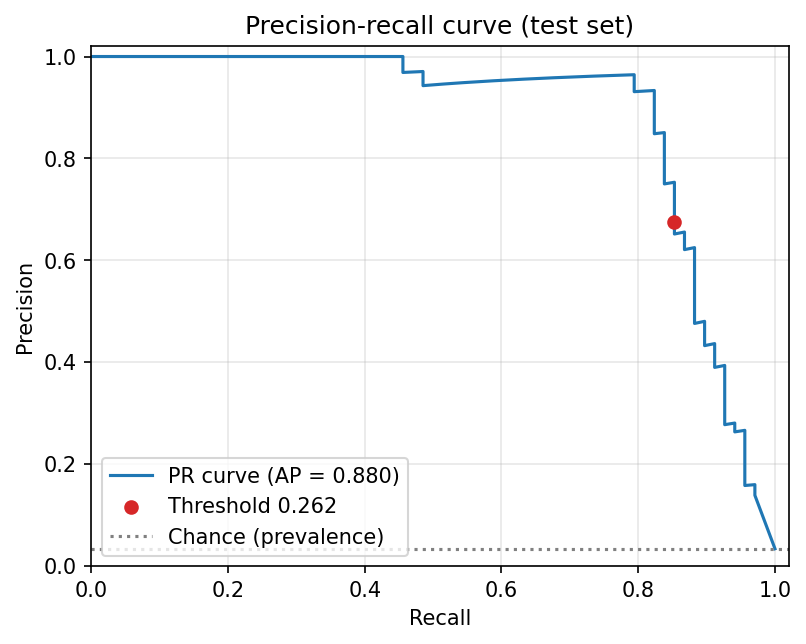 Precision-recall curve (test set)
1.0
0.8
0.6
0.4
0.2
0.0
Precision
PR curve (AP = 0.880)
Threshold 0.262
Chance (prevalence)
0.0 0.2 0.4 0.6 0.8 1.0
Recall